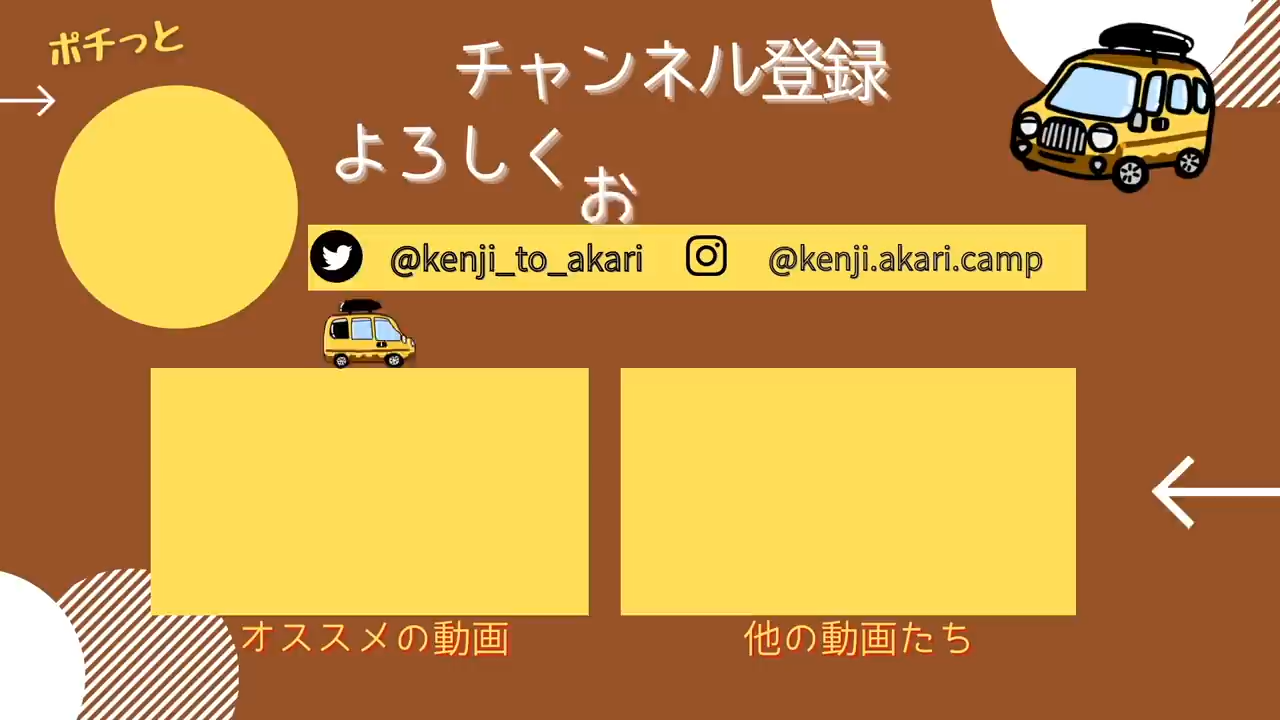 ポチっと
チャンネル登録
よろしくお
@kenji_to_akari
@kenji.akari.camp
オススメの動画
他の動画たち